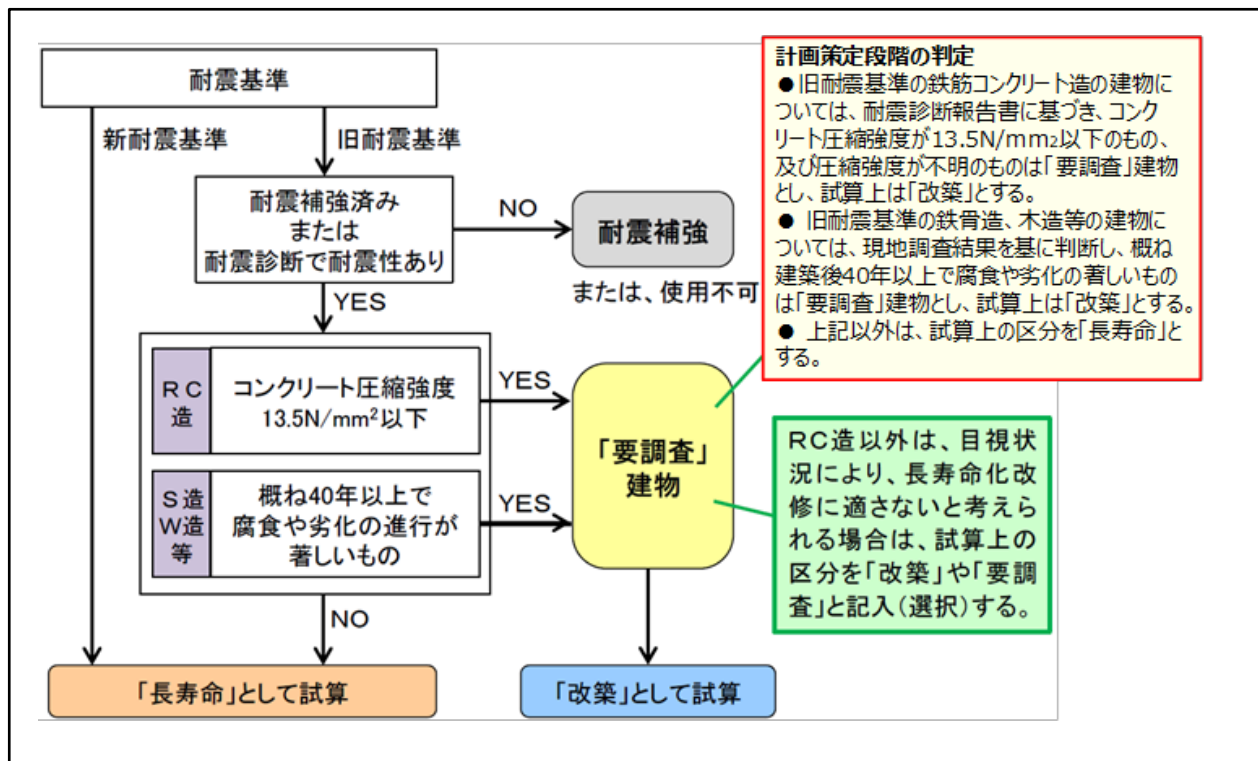 耐震基準
新耐震基準
旧耐震基準
耐震補強済み
または
耐震診断で耐震性あり
NO
耐震補強
または、使用不可
YES
RC
造
コンクリート圧縮強度
13.5N/mm²以下
YES
S造
W造
等
概ね40年以上で
腐食や劣化の進行が
著しいもの
YES
「要調査」
建物
NO
「長寿命」として試算
「改築」として試算
計画策定段階の判定
●旧耐震基準の鉄筋コンクリート造の建物に
ついては、耐震診断報告書に基づき、コンク
リート圧縮強度が13.5N/mm₂以下のもの、
及び圧縮強度が不明のものは「要調査」建物
とし、試算上は「改築」とする。
● 旧耐震基準の鉄骨造、木造等の建物に
ついては、現地調査結果を基に判断し、概ね
建築後40年以上で腐食や劣化の著しいもの
は「要調査」建物とし、試算上は「改築」とする。
● 上記以外は、試算上の区分を「長寿命」と
する。
RC造以外は、目視状
況により、長寿命化改
修に適さないと考えら
れる場合は、試算上の
区分を「改築」や「要調
査」と記入(選択)する。